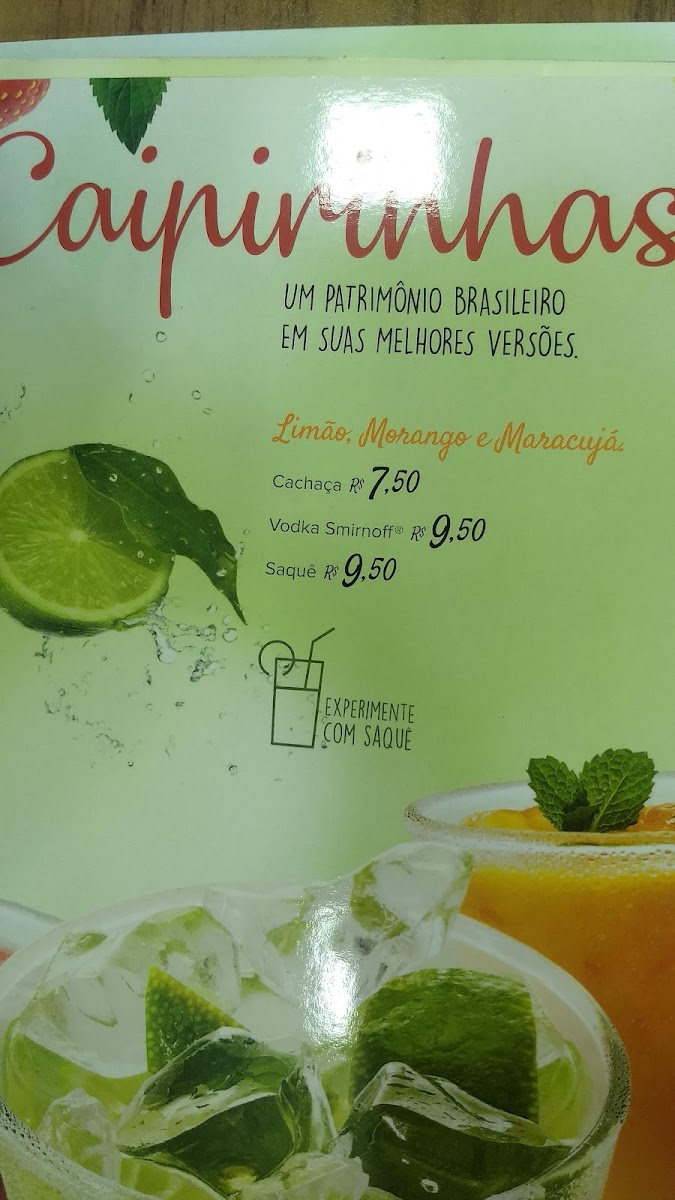 Caipirinhas
UM PATRIMÔNIO BRASILEIRO
EM SUAS MELHORES VERSÕES.
Limão, Morango e Maracujá.
Cachaça R$ 7,50
Vodka Smirnoff® R$ 9,50
Saquê R$ 9,50
EXPERIMENTE
COM SAQUÊ